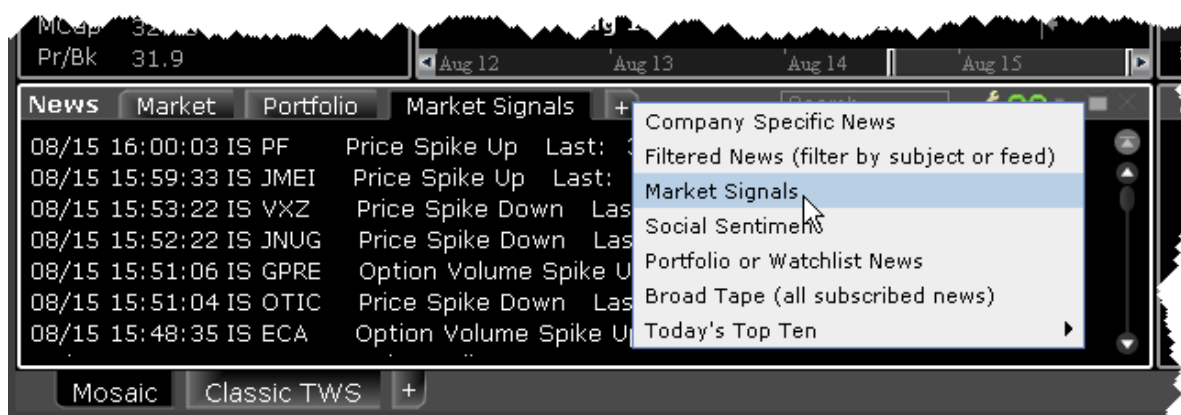 Pr/Bk 31.9
Aug 12 Aug 13 Aug 14 Aug 15
News Market Portfolio Market Signals +
08/15 16:00:03 IS PF Price Spike Up Last:
08/15 15:59:33 IS JMEI Price Spike Up Last:
08/15 15:53:22 IS VXZ Price Spike Down Las
08/15 15:52:22 IS JNUG Price Spike Down Las
08/15 15:51:06 IS GPRE Option Volume Spike U
08/15 15:51:04 IS OTIC Price Spike Down Las
08/15 15:48:35 IS ECA Option Volume Spike Up
Company Specific News
Filtered News (filter by subject or feed)
Market Signals
Social Sentiment
Portfolio or Watchlist News
Broad Tape (all subscribed news)
Today's Top Ten
Mosaic Classic TWS +